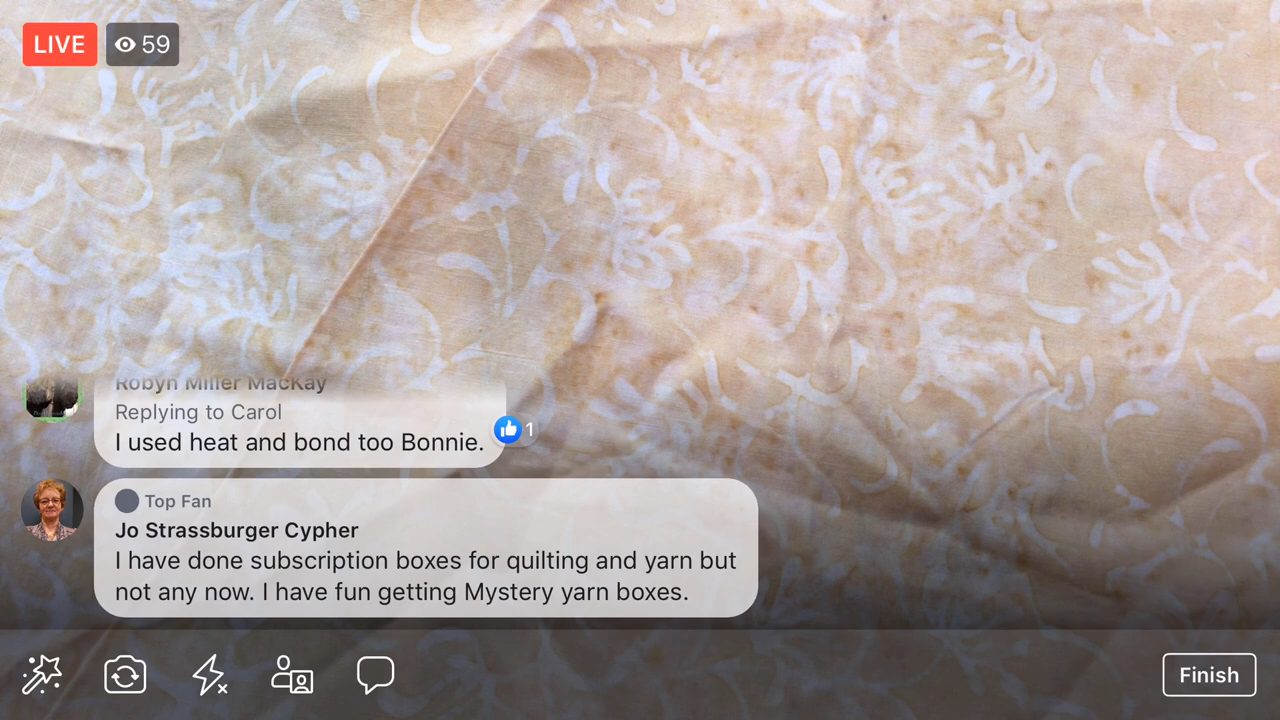 LIVE
59
Robyn Miller MacKay
Replying to Carol
I used heat and bond too Bonnie.
1
Top Fan
Jo Strassburger Cypher
I have done subscription boxes for quilting and yarn but
not any now. I have fun getting Mystery yarn boxes.
Finish